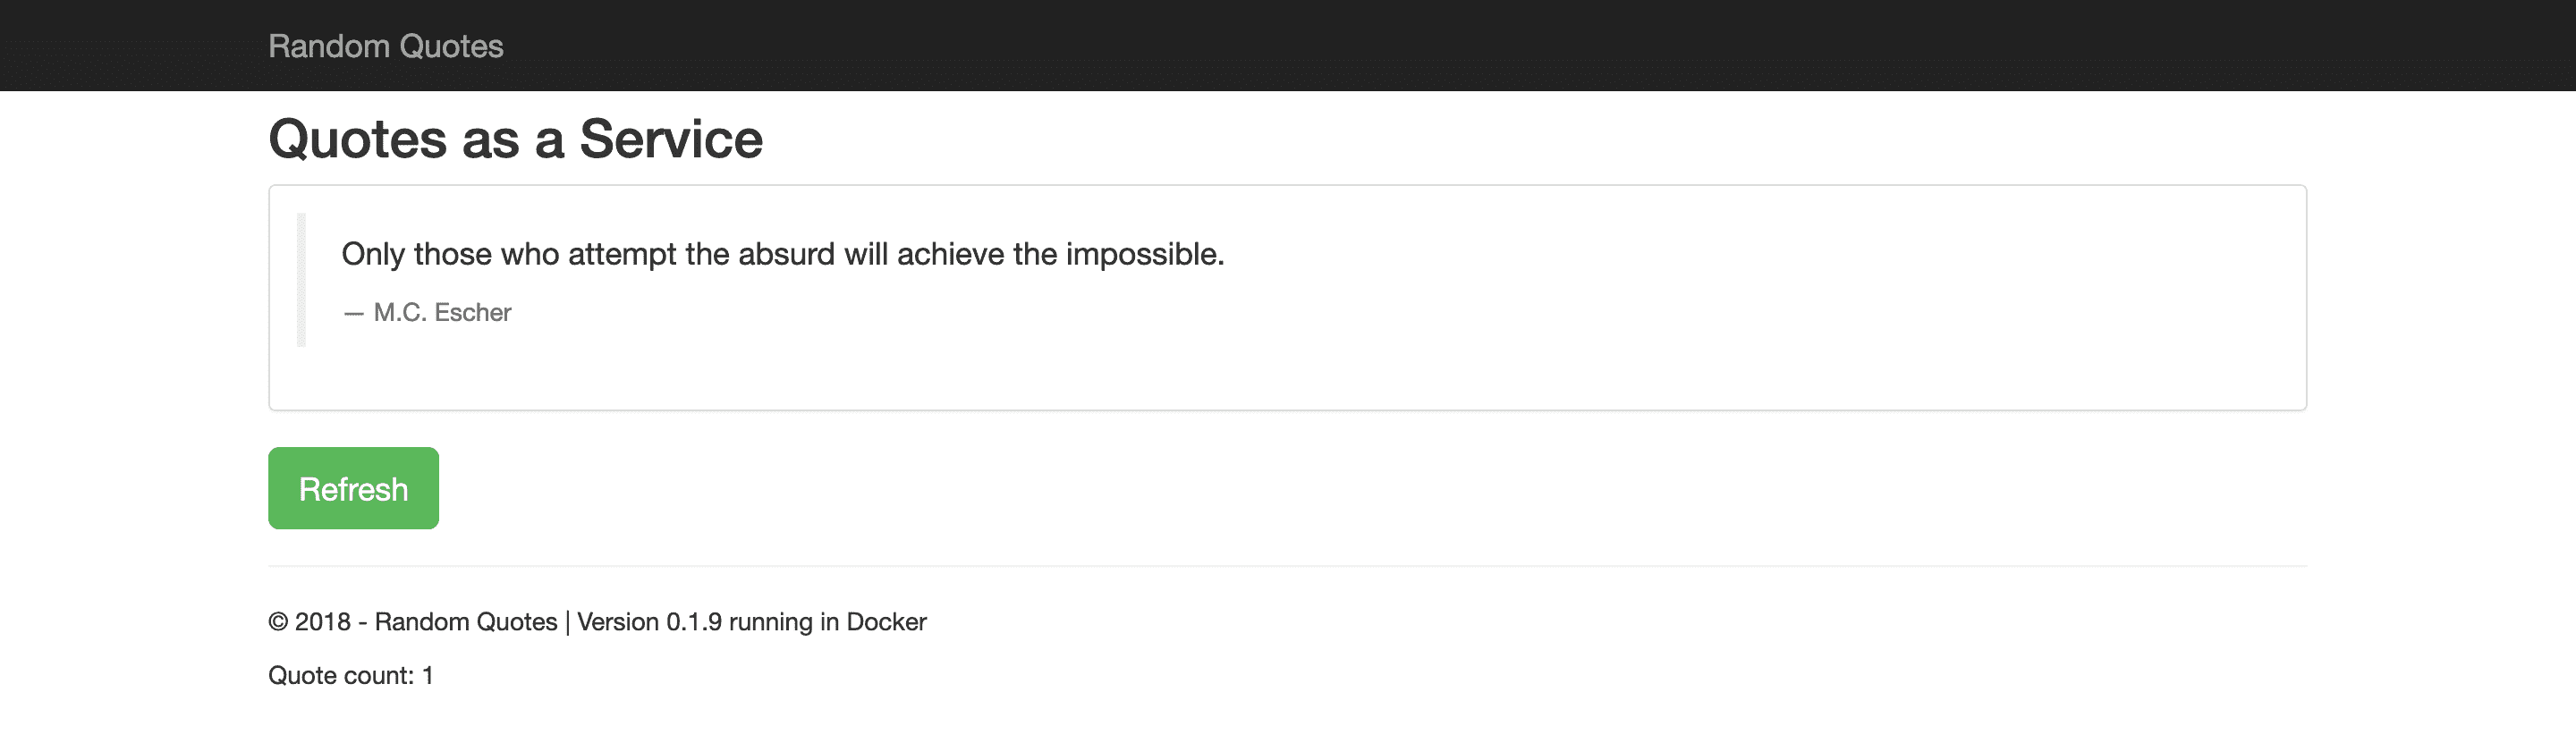 Random Quotes
Quotes as a Service
Only those who attempt the absurd will achieve the impossible.
— M.C. Escher
Refresh
© 2018 - Random Quotes | Version 0.1.9 running in Docker
Quote count: 1